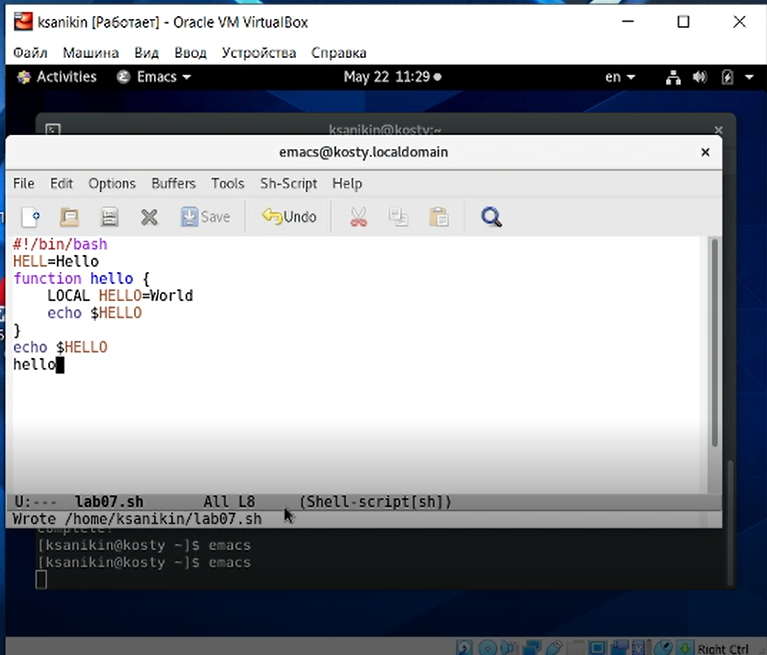 ksanikin [Работает] - Oracle VM VirtualBox
Файл Машина Вид Ввод Устройства Справка
Activities Emacs May 22 11:29 en
ksanikin@kosty:~
emacs@kosty.localdomain
File Edit Options Buffers Tools Sh-Script Help
Save Undo
#!/bin/bash
HELL=Hello
function hello {
    LOCAL HELLO=World
    echo $HELLO
}
echo $HELLO
hello
U:--- lab07.sh All L8 (Shell-script[sh])
Wrote /home/ksanikin/lab07.sh
Complete!
[ksanikin@kosty ~]$ emacs
[ksanikin@kosty ~]$ emacs
Right Ctrl